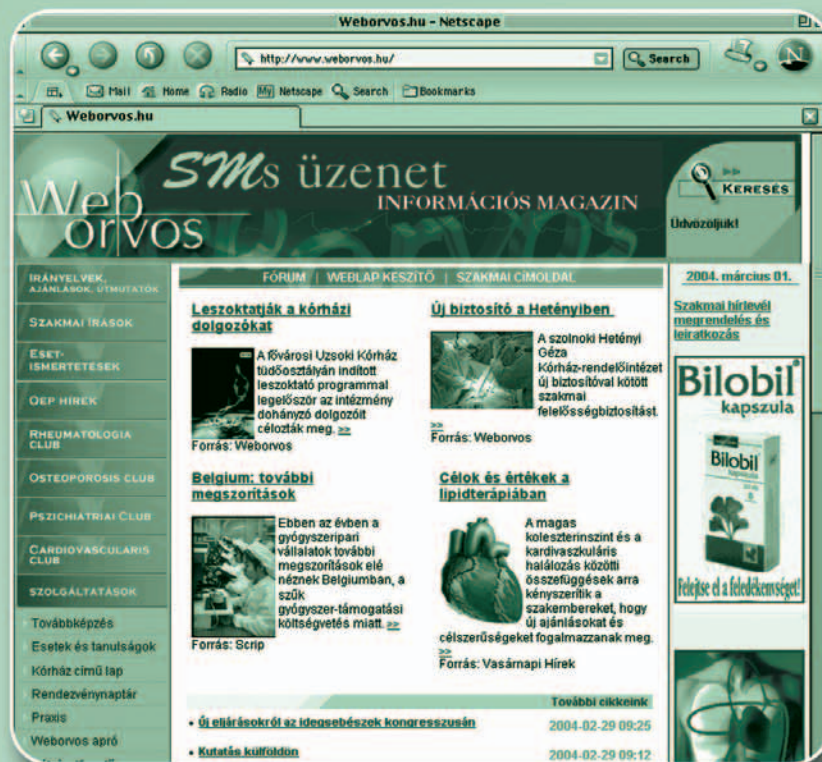 Weborvos.hu - Netscape
http://www.weborvos.hu/
Search
N
Mail Home Radio My Netscape Search Bookmarks
Weborvos.hu
Web
orvos
SMs üzenet
INFORMÁCIÓS MAGAZIN
KERESÉS
Üdvözöljük!
IRÁNYELVEK,
AJÁNLÁSOK, ÚTMUTATÓK
SZAKMAI ÍRÁSOK
ESET-
ISMERTETÉSEK
OEP HÍREK
RHEUMATOLOGIA
CLUB
OSTEOPOROSIS CLUB
PSZICHIÁTRIAI CLUB
CARDIOVASCULARIS
CLUB
SZOLGÁLTATÁSOK
Továbbképzés
Esetek és tanulságok
Kórház című lap
Rendezvénynaptár
Praxis
Weborvos apró
FÓRUM | WEBLAP KÉSZÍTŐ | SZAKMAI CÍMOLDAL
Leszoktatják a kórházi
dolgozókat
A fővárosi Uzsoki Kórház
tüdőosztályán indított
leszoktató programmal
legelőször az intézmény
dohányzó dolgozóit
célozták meg. >>
Forrás: Weborvos
Új biztosító a Hetényiben
A szolnoki Hetényi
Géza
Kórház-rendelőintézet
új biztosítóval kötött
szakmai
felelősségbiztosítást.
>>
Forrás: Weborvos
Belgium: további
megszorítások
Ebben az évben a
gyógyszeripari
vállalatok további
megszorítások elé
néznek Belgiumban, a
szűk
gyógyszer-támogatási
költségvetés miatt. >>
Forrás: Scrip
Célok és értékek a
lipidterápiában
A magas
koleszterinszint és a
kardivaszkuláris
halálozás közötti
összefüggések arra
kényszerítik a
szakembereket, hogy
új ajánlásokat és
célszerűségeket fogalmazzanak meg.
>>
Forrás: Vasárnapi Hírek
További cikkeink
• Új eljárásokról az idegsebészek kongresszusán 2004-02-29 09:25
• Kutatás külföldön 2004-02-29 09:12
2004. március 01.
Szakmai hírlevél
megrendelés és
leiratkozás
Bilobil®
kapszula
Bilobil
kapszula
Felejtse el a feledékenységet!